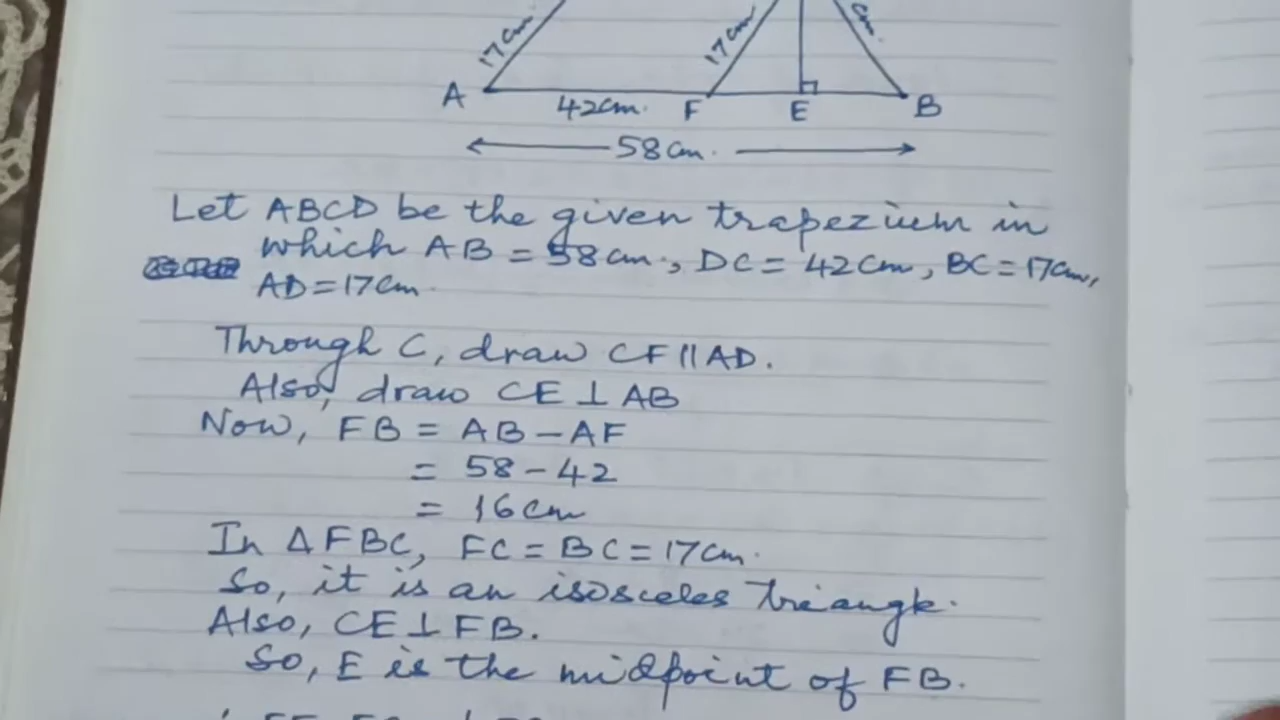 17cm 17cm cm.
A 42cm. F E B
58cm.
Let ABCD be the given trapezium in
which AB = 58cm., DC = 42cm, BC = 17cm,
AD = 17cm.
Through C, draw CF || AD.
Also, draw CE ⊥ AB
Now, FB = AB - AF
= 58 - 42
= 16cm
In Δ FBC, FC = BC = 17cm.
So, it is an isosceles triangle.
Also, CE ⊥ FB.
So, E is the midpoint of FB.